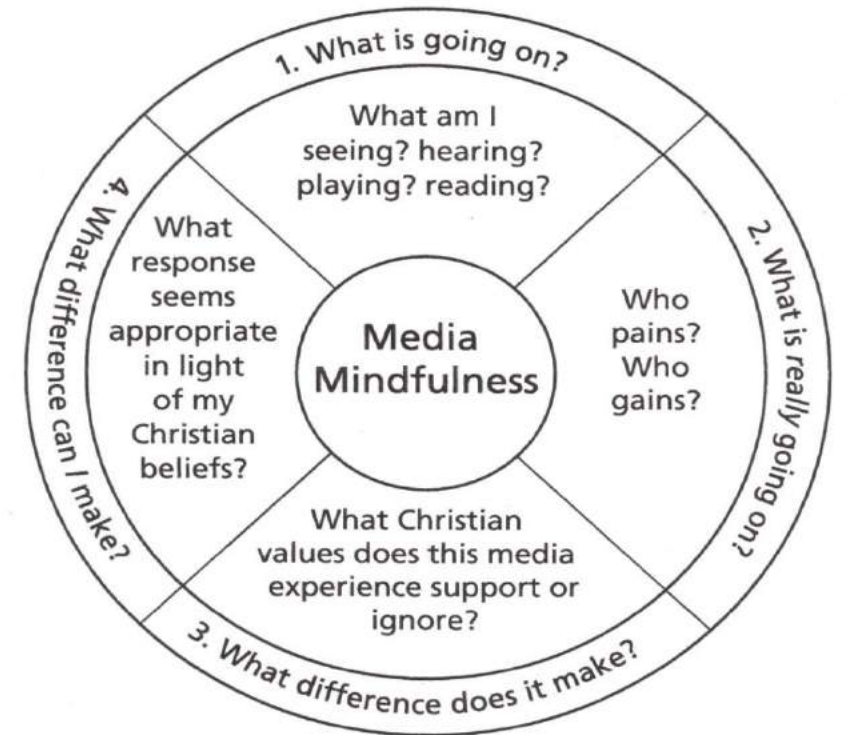 1. What is going on?
What am I
seeing? hearing?
playing? reading?
2. What is really going on?
Who
pains?
Who
gains?
3. What difference does it make?
What Christian
values does this media
experience support or
ignore?
4. What difference can I make?
What
response
seems
appropriate
in light
of my
Christian
beliefs?
Media
Mindfulness